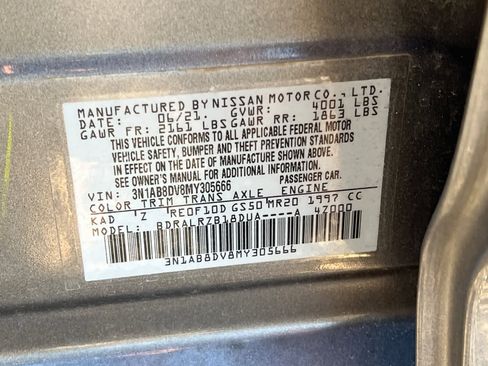 MANUFACTURED BY NISSAN MOTOR CO., LTD.
DATE: 06/21. GVWR: 4001 LBS
GAWR FR: 2161 LBS GAWR RR: 1863 LBS
THIS VEHICLE CONFORMS TO ALL APPLICABLE FEDERAL MOTOR
VEHICLE SAFETY, BUMPER AND THEFT PREVENTION STANDARDS
IN EFFECT ON THE DATE OF MANUFACTURE SHOWN ABOVE.
SEE OWNER'S MANUAL FOR ADDITIONAL INFORMATION.
VIN: 3N1AB8DV8MY305666 PASSENGER CAR.
COLOR TRIM TRANS AXLE ENGINE
KAD 'Z 'RE0F10D GS50 MR20 1997 CC
BDRALRZB18DUA----4Z000
3N1AB8DV8MY305666